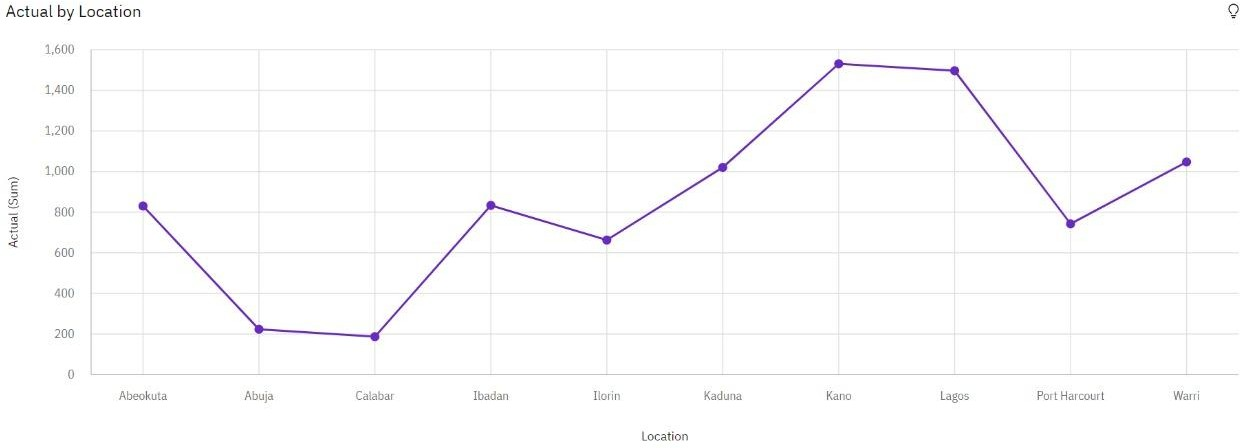 Actual by Location
1,600
1,400
1,200
1,000
800
600
400
200
0
Actual (Sum)
Abeokuta Abuja Calabar Ibadan Ilorin Kaduna Kano Lagos Port Harcourt Warri
Location